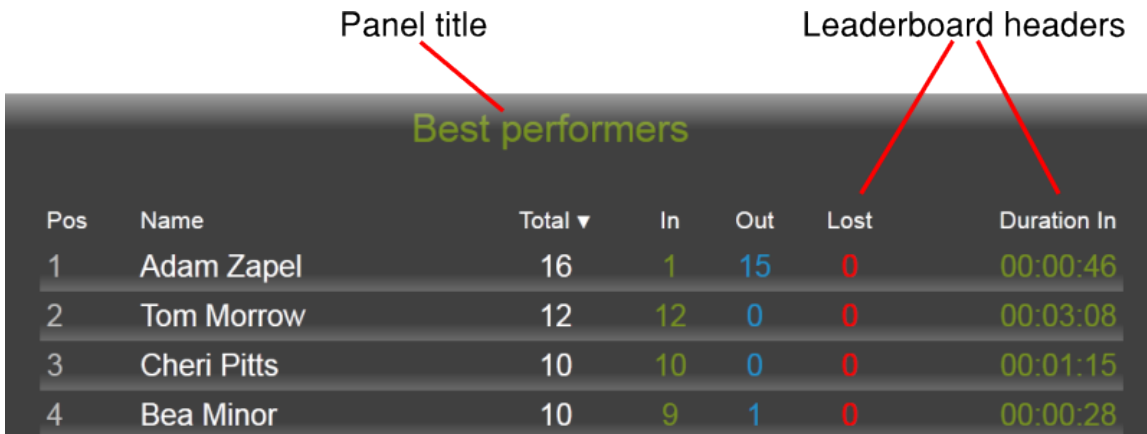 Panel title Leaderboard headers
Best performers
Pos Name Total ▼ In Out Lost Duration In
1 Adam Zapel 16 1 15 0 00:00:46
2 Tom Morrow 12 12 0 0 00:03:08
3 Cheri Pitts 10 10 0 0 00:01:15
4 Bea Minor 10 9 1 0 00:00:28